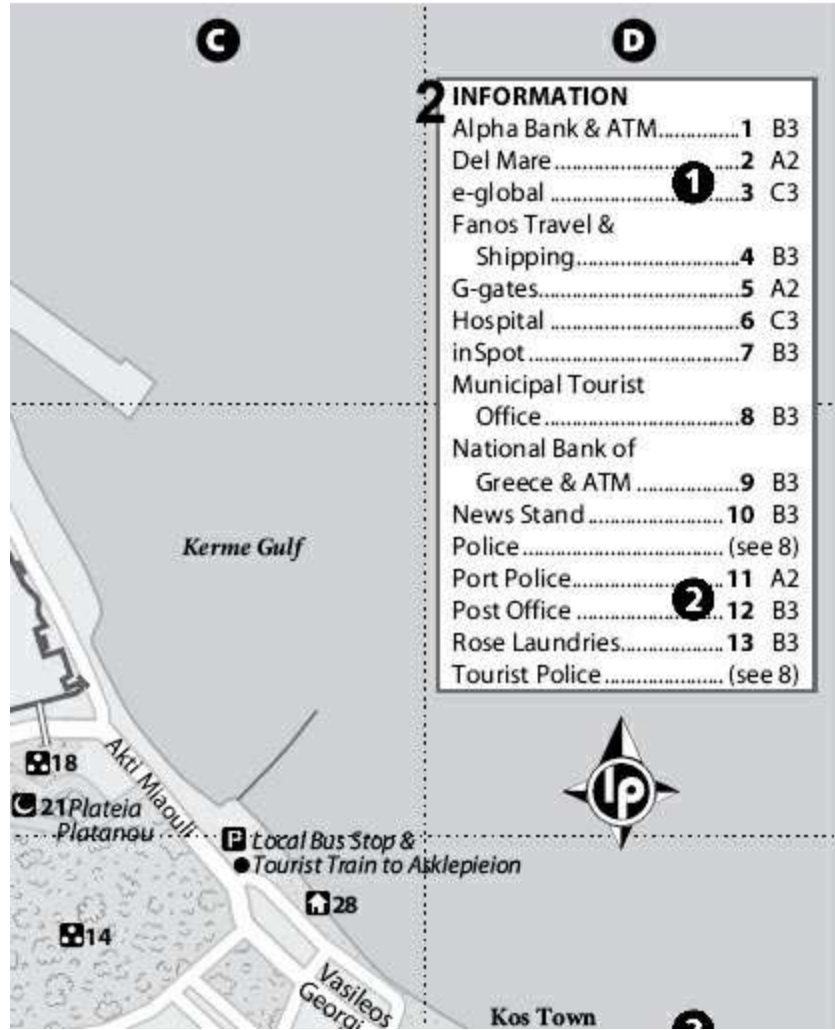 C
D
2 INFORMATION
Alpha Bank & ATM..............1 B3
Del Mare..................................2 A2
1
e-global ...................................3 C3
Fanos Travel &
Shipping..............................4 B3
G-gates.....................................5 A2
Hospital ...................................6 C3
inSpot.......................................7 B3
Municipal Tourist
Office....................................8 B3
National Bank of
Greece & ATM ...................9 B3
News Stand .........................10 B3
Police.................................... (see 8)
Port Police............................11 A2
2
Post Office ...........................12 B3
Rose Laundries...................13 B3
Tourist Police ..................... (see 8)
Kerme Gulf
lp
18
Akti Miaouli
21 Plateia
Platanou
P Local Bus Stop &
Tourist Train to Asklepieion
28
14
Vasileos
Georgi
Kos Town
3